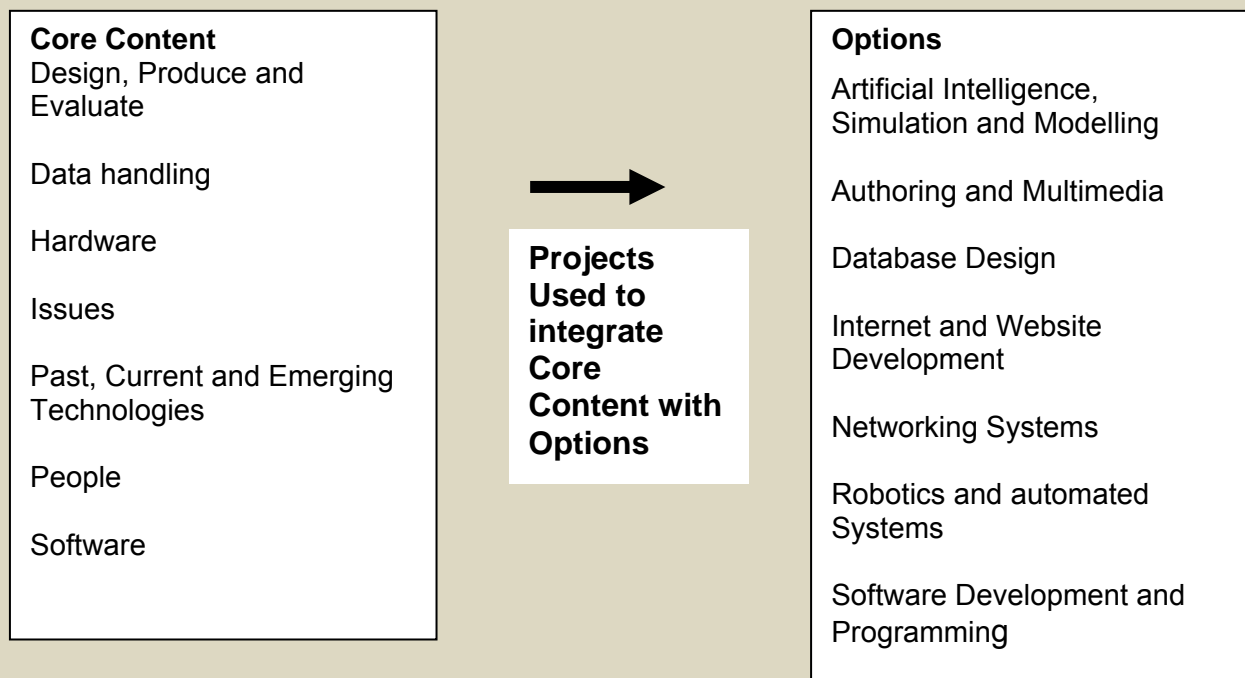 Core Content
Design, Produce and
Evaluate
Data handling
Hardware
Issues
Past, Current and Emerging
Technologies
People
Software
Projects
Used to
integrate
Core
Content with
Options
Options
Artificial Intelligence,
Simulation and Modelling
Authoring and Multimedia
Database Design
Internet and Website
Development
Networking Systems
Robotics and automated
Systems
Software Development and
Programming